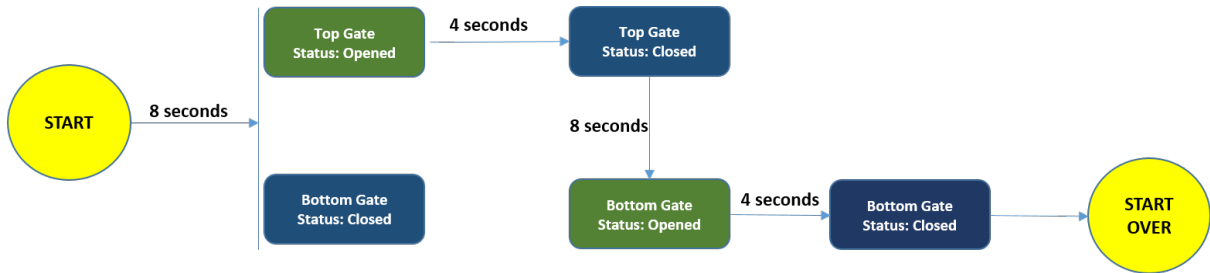 START
8 seconds
Top Gate
Status: Opened
4 seconds
Top Gate
Status: Closed
Bottom Gate
Status: Closed
8 seconds
Bottom Gate
Status: Opened
4 seconds
Bottom Gate
Status: Closed
START
OVER